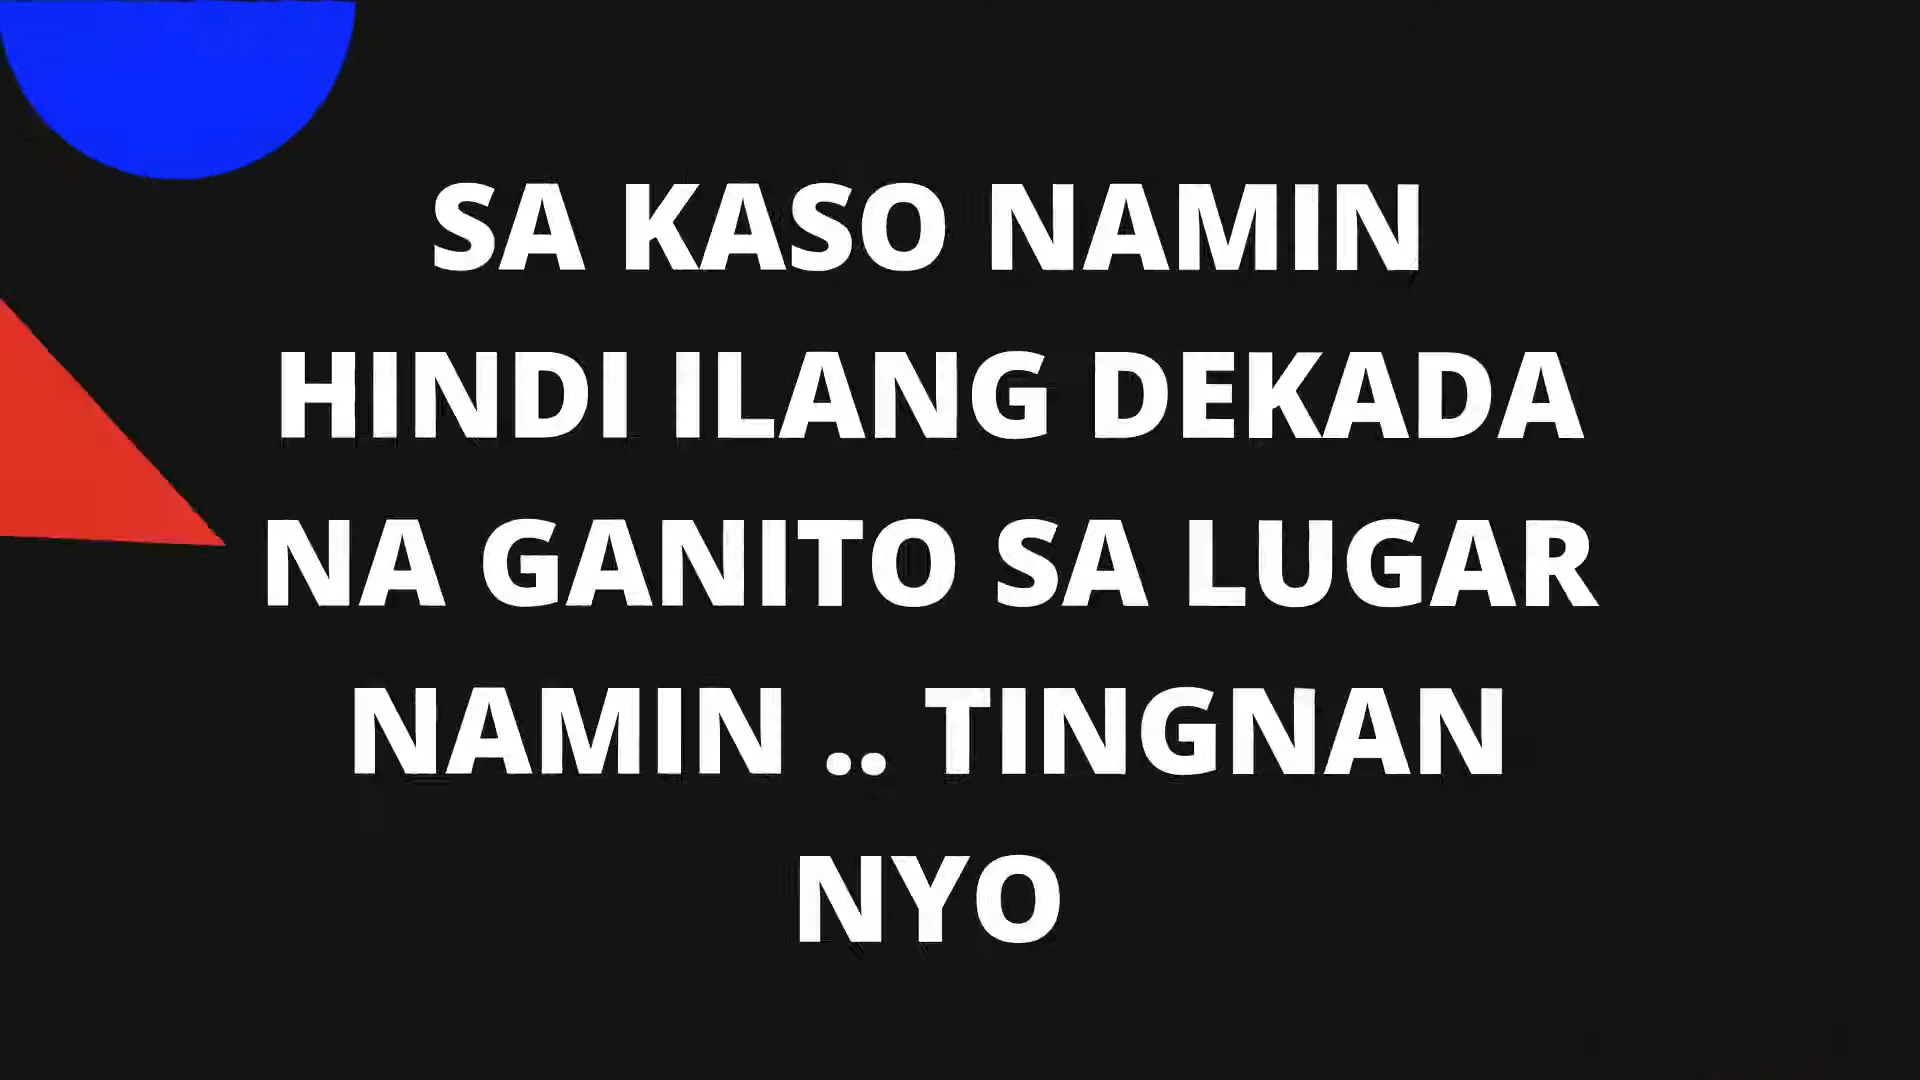 SA KASO NAMIN
HINDI ILANG DEKADA
NA GANITO SA LUGAR
NAMIN .. TINGNAN
NYO